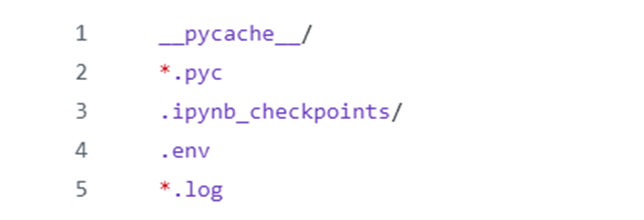 1 __pycache__/
2 *.pyc
3 .ipynb_checkpoints/
4 .env
5 *.log